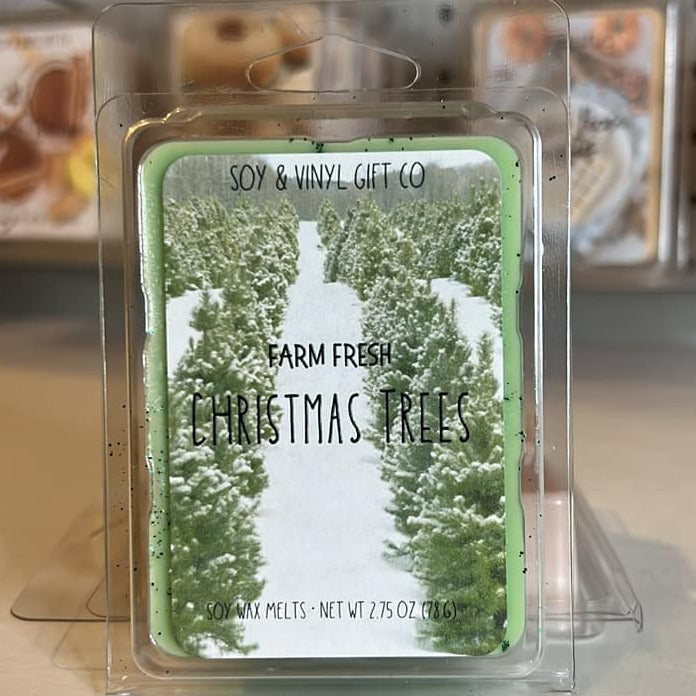 SOY & VINYL GIFT CO
FARM FRESH
CHRISTMAS TREES
SOY WAX MELTS • NET WT 2.75 OZ (78 G)